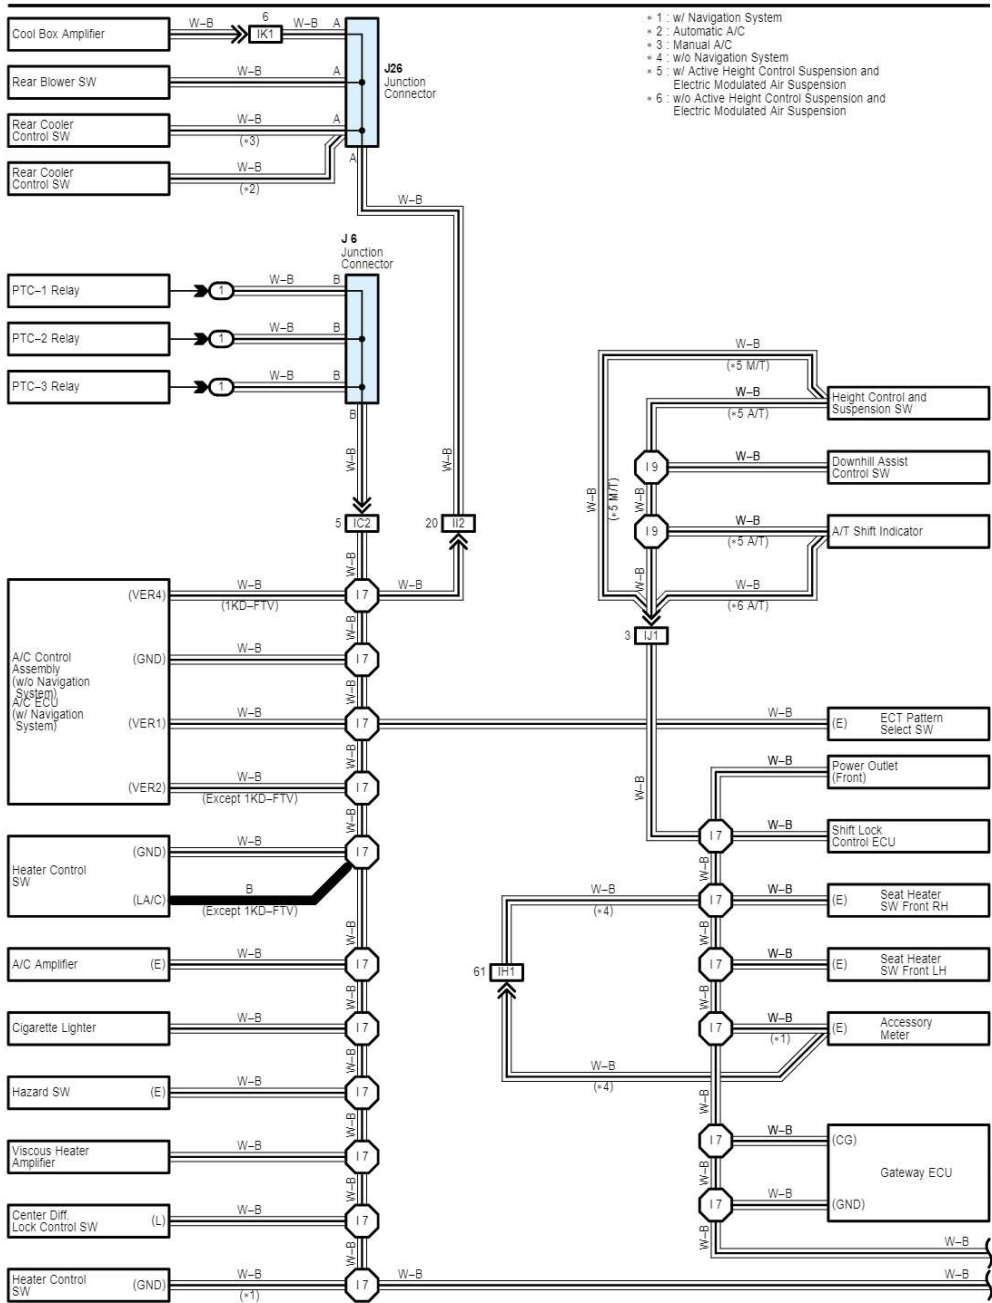 * 1 : w/ Navigation System
* 2 : Automatic A/C
* 3 : Manual A/C
* 4 : w/o Navigation System
* 5 : w/ Active Height Control Suspension and
Electric Modulated Air Suspension
* 6 : w/o Active Height Control Suspension and
Electric Modulated Air Suspension
Cool Box Amplifier
W–B
6
IK1
W–B
A
J26
Junction
Connector
Rear Blower SW
W–B
A
Rear Cooler
Control SW
W–B
(*3)
A
Rear Cooler
Control SW
W–B
(*2)
A
W–B
J 6
Junction
Connector
PTC–1 Relay
1
W–B
B
PTC–2 Relay
1
W–B
B
PTC–3 Relay
1
W–B
B
B
W–B
W–B
5
IC2
20
II2
W–B
(*5 M/T)
Height Control and
Suspension SW
W–B
(*5 A/T)
I 9
W–B
Downhill Assist
Control SW
W–B
(*5 M/T)
W–B
I 9
W–B
(*5 A/T)
A/T Shift Indicator
W–B
W–B
(*6 A/T)
3
IJ1
W–B
A/C Control
Assembly
(w/o Navigation
System)
A/C ECU
(w/ Navigation
System)
(VER4)
W–B
(1KD–FTV)
I 7
W–B
W–B
(GND)
W–B
I 7
W–B
(VER1)
W–B
I 7
W–B
(E)
ECT Pattern
Select SW
W–B
(VER2)
W–B
(Except 1KD–FTV)
I 7
W–B
W–B
W–B
Power Outlet
(Front)
Heater Control
SW
(GND)
W–B
I 7
(LA/C)
B
(Except 1KD–FTV)
W–B
I 7
W–B
Shift Lock
Control ECU
W–B
W–B
(*4)
I 7
W–B
(E)
Seat Heater
SW Front RH
W–B
A/C Amplifier
(E)
W–B
I 7
W–B
61
IH1
I 7
W–B
(E)
Seat Heater
SW Front LH
W–B
Cigarette Lighter
W–B
I 7
W–B
I 7
W–B
(*1)
(E)
Accessory
Meter
W–B
(*4)
W–B
Hazard SW
(E)
W–B
I 7
W–B
Viscous Heater
Amplifier
W–B
I 7
W–B
I 7
W–B
(CG)
Gateway ECU
W–B
Center Diff.
Lock Control SW
(L)
W–B
I 7
W–B
I 7
W–B
(GND)
W–B
W–B
Heater Control
SW
(GND)
W–B
(*1)
I 7
W–B
W–B